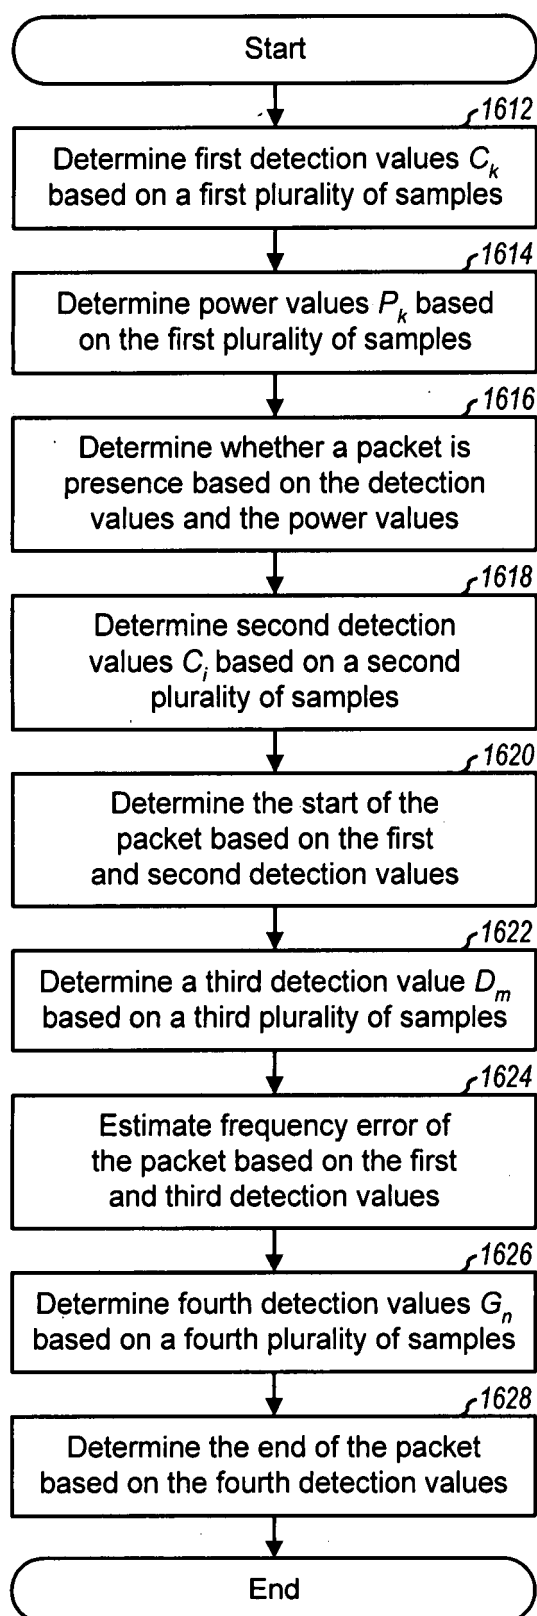 Start
1612
Determine first detection values Ck
based on a first plurality of samples
1614
Determine power values Pk based
on the first plurality of samples
1616
Determine whether a packet is
presence based on the detection
values and the power values
1618
Determine second detection
values Ci based on a second
plurality of samples
1620
Determine the start of the
packet based on the first
and second detection values
1622
Determine a third detection value Dm
based on a third plurality of samples
1624
Estimate frequency error of
the packet based on the first
and third detection values
1626
Determine fourth detection values Gn
based on a fourth plurality of samples
1628
Determine the end of the packet
based on the fourth detection values
End